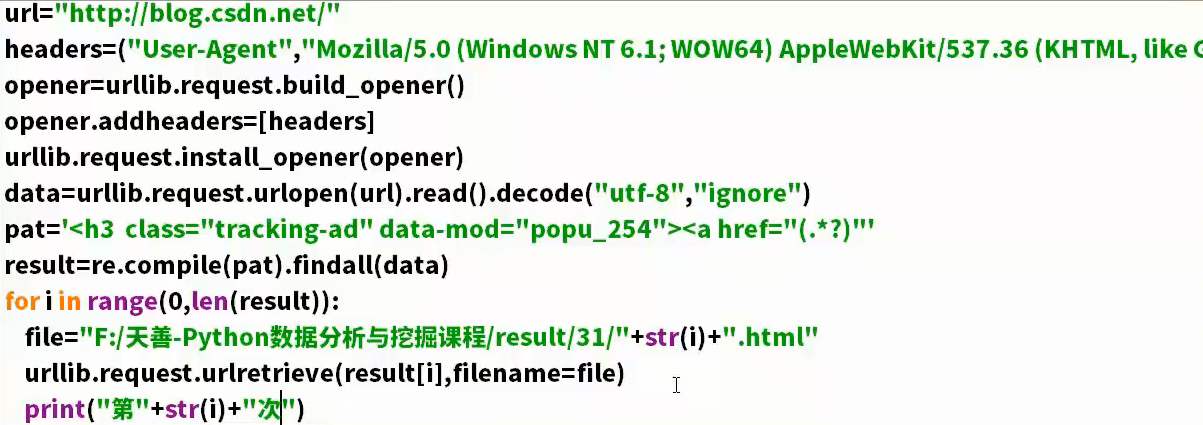 url="http://blog.csdn.net/"
headers=("User-Agent","Mozilla/5.0 (Windows NT 6.1; WOW64) AppleWebKit/537.36 (KHTML, like
opener=urllib.request.build_opener()
opener.addheaders=[headers]
urllib.request.install_opener(opener)
data=urllib.request.urlopen(url).read().decode("utf-8","ignore")
pat='<h3  class="tracking-ad" data-mod="popu_254"><a href="(.*?)"'
result=re.compile(pat).findall(data)
for i in range(0,len(result)):
    file="F:/天善-Python数据分析与挖掘课程/result/31/"+str(i)+".html"
    urllib.request.urlretrieve(result[i],filename=file)
    print("第"+str(i)+"次")